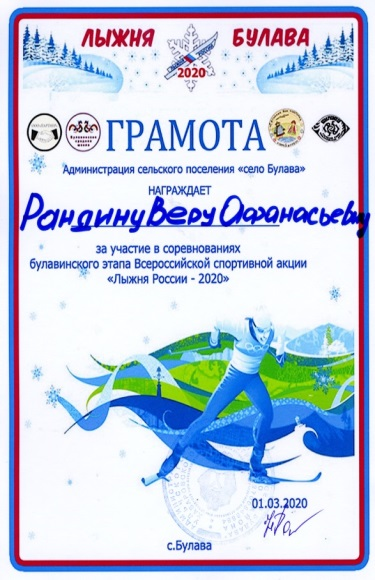 ЛЫЖНЯ БУЛАВА
2020
ГРАМОТА
Администрация сельского поселения «село Булава»
НАГРАЖДАЕТ
Рандину Веру Афанасьевну
за участие в соревнованиях
булавинского этапа Всероссийской спортивной акции
«Лыжня России - 2020»
01.03.2020
с.Булава